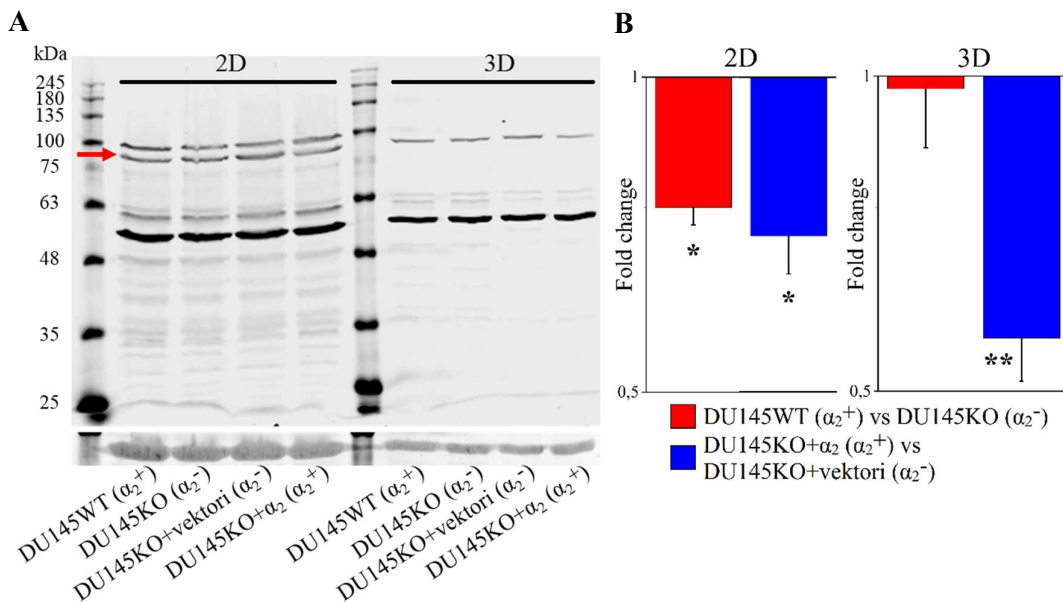 A
kDa
2D
3D
245
180
135
100
75
63
48
35
25
DU145WT (α₂⁺)
DU145KO (α₂⁻)
DU145KO+vektori (α₂⁻)
DU145KO⁺α₂ (α₂⁺)
DU145WT (α₂⁺)
DU145KO (α₂⁻)
DU145KO+vektori (α₂⁻)
DU145KO+α₂ (α₂⁺)
B
2D
3D
1
Fold change
0,5
*
*
1
Fold change
0,5
**
DU145WT (α₂⁺) vs DU145KO (α₂⁻)
DU145KO+α₂ (α₂⁺) vs
DU145KO+vektori (α₂⁻)